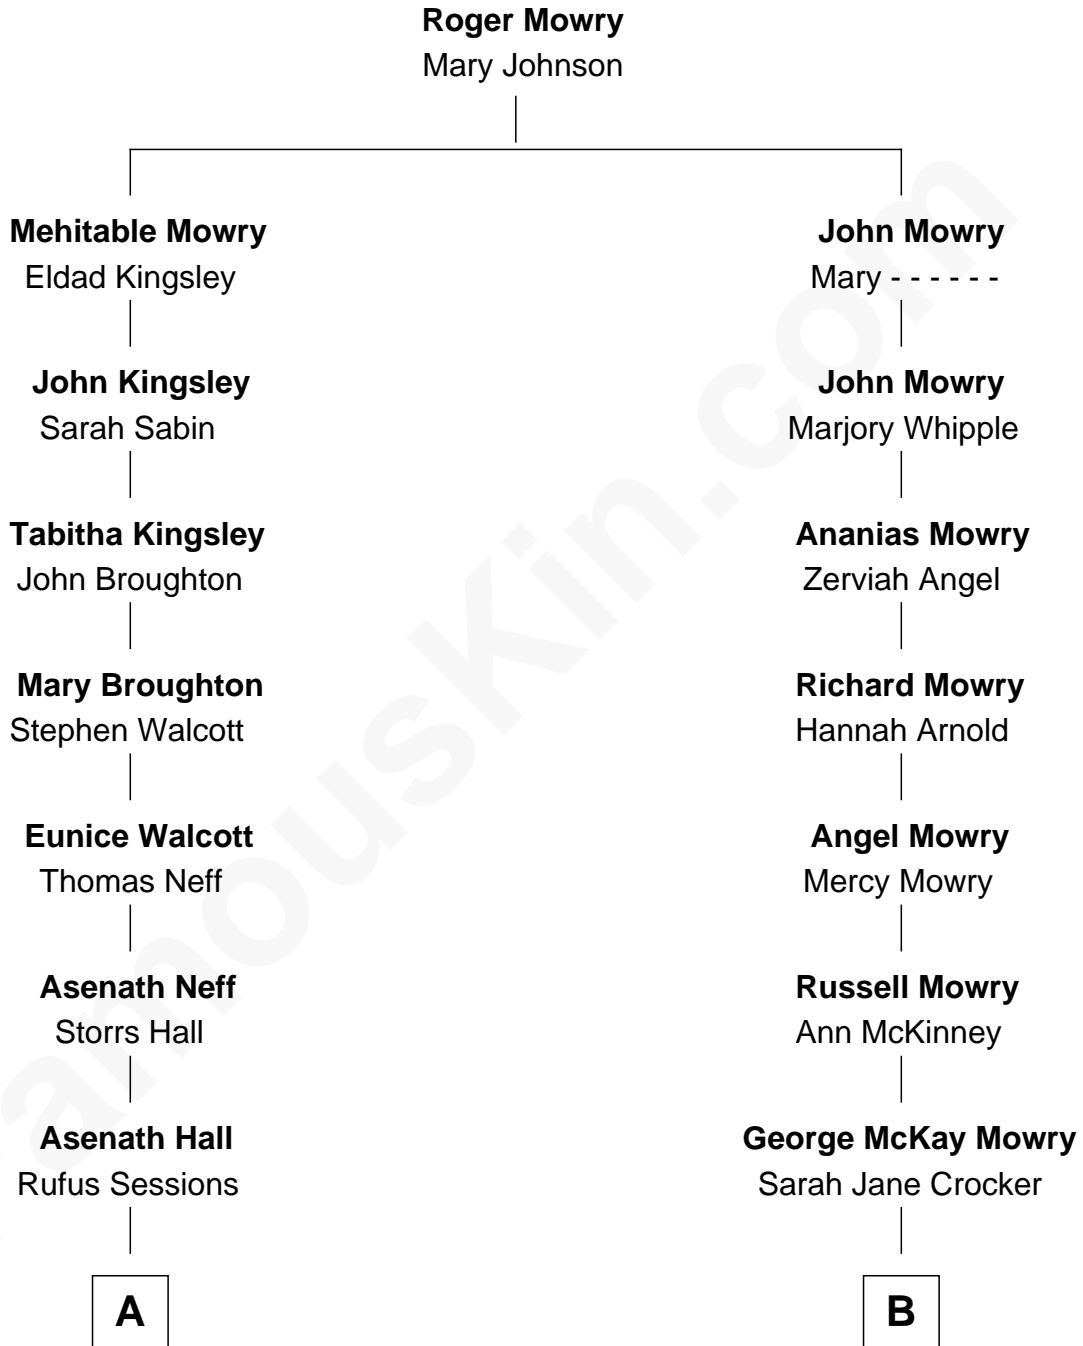 Roger Mowry
Mary Johnson
Mehitable Mowry
Eldad Kingsley
John Mowry
Mary - - - - - -
John Kingsley
Sarah Sabin
John Mowry
Marjory Whipple
Tabitha Kingsley
John Broughton
Ananias Mowry
Zerviah Angel
Mary Broughton
Stephen Walcott
Richard Mowry
Hannah Arnold
Eunice Walcott
Thomas Neff
Angel Mowry
Mercy Mowry
Asenath Neff
Storrs Hall
Russell Mowry
Ann McKinney
Asenath Hall
Rufus Sessions
George McKay Mowry
Sarah Jane Crocker
A
B
amouskin.com